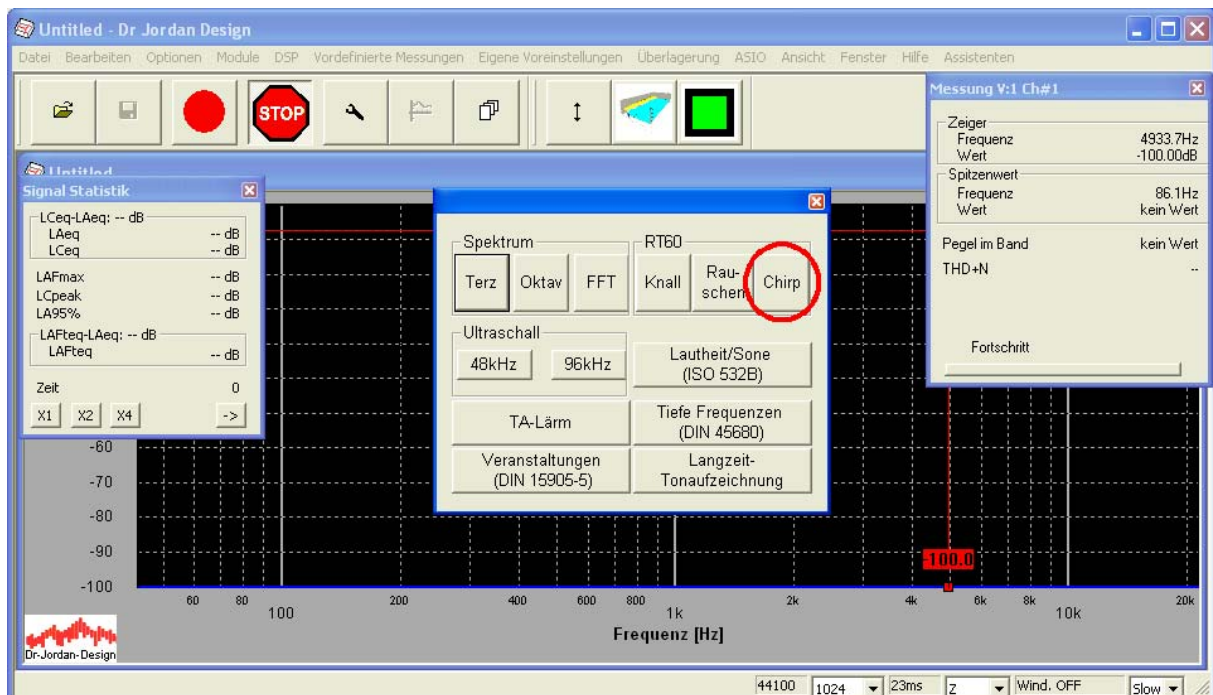 Untitled - Dr Jordan Design
Datei Bearbeiten Optionen Module DSP Vordefinierte Messungen Eigene Voreinstellungen Überlagerung ASIO Ansicht Fenster Hilfe Assistenten
STOP
Untitled
Signal Statistik
LCeq-LAeq: -- dB
LAeq -- dB
LCeq -- dB
LAFmax -- dB
LCpeak -- dB
LA95% -- dB
LAFteq-LAeq: -- dB
LAFteq -- dB
Zeit 0
X1 X2 X4 ->
Spektrum
Terz Oktav FFT
RT60
Knall Rau-
schen Chirp
Ultraschall
48kHz 96kHz
Lautheit/Sone
(ISO 532B)
TA-Lärm
Tiefe Frequenzen
(DIN 45680)
Veranstaltungen
(DIN 15905-5)
Langzeit-
Tonaufzeichnung
Messung V:1 Ch#1
Zeiger
Frequenz 4933.7Hz
Wert -100.00dB
Spitzenwert
Frequenz 86.1Hz
Wert kein Wert
Pegel im Band kein Wert
THD+N --
Fortschritt
-60
-70
-80
-90
-100
-100.0
60 80 100 200 400 600 800 1k 2k 4k 6k 8k 10k 20k
Frequenz [Hz]
Dr-Jordan-Design
44100 1024 23ms Z Wind. OFF Slow